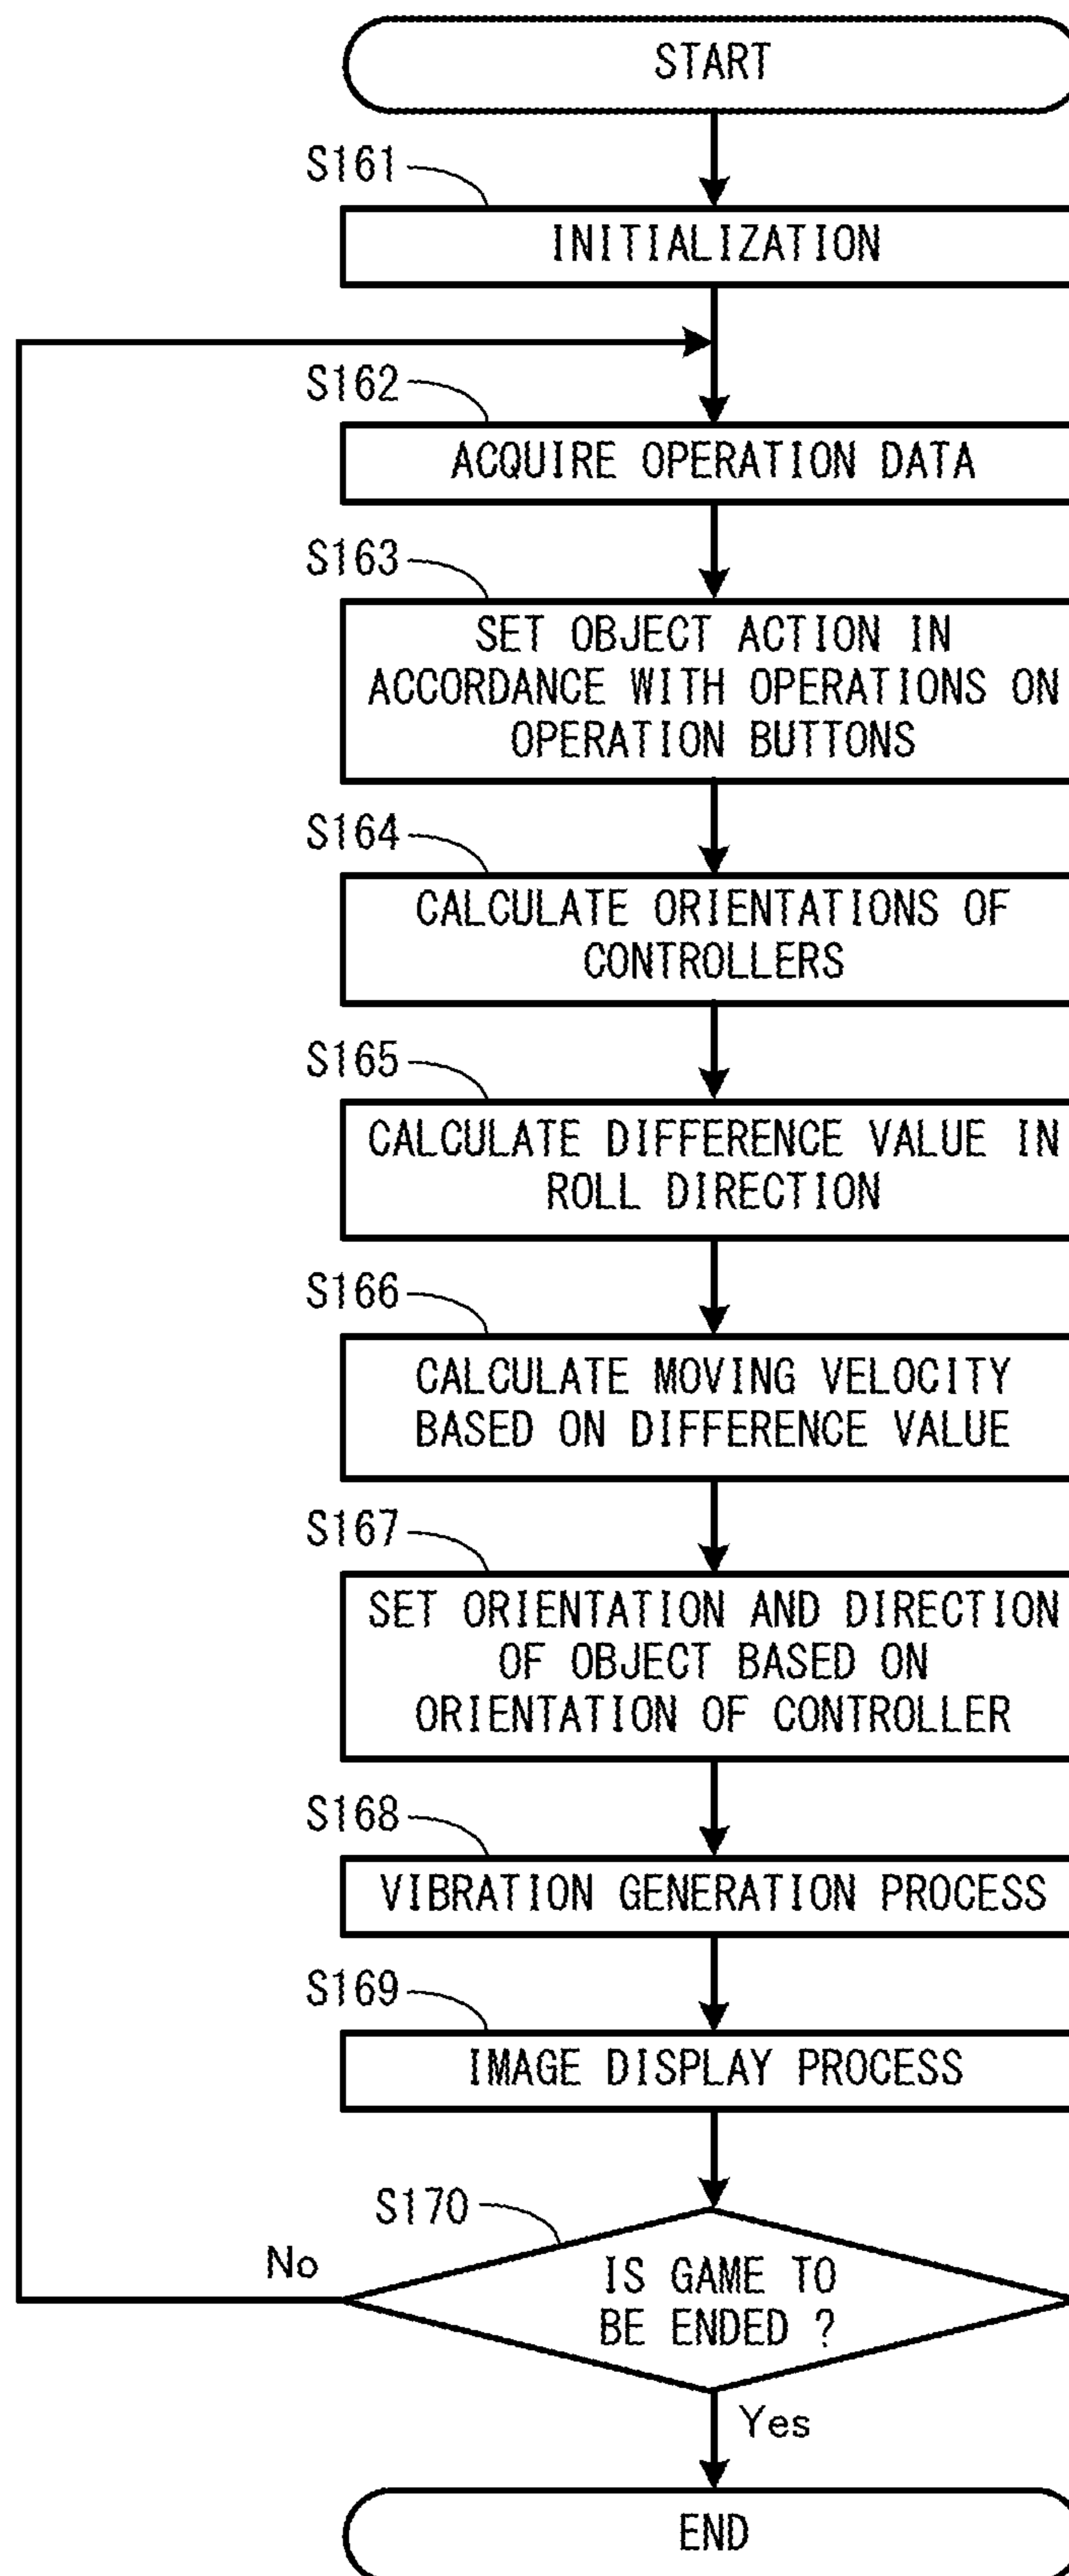 START
S161
INITIALIZATION
S162
ACQUIRE OPERATION DATA
S163
SET OBJECT ACTION IN
ACCORDANCE WITH OPERATIONS ON
OPERATION BUTTONS
S164
CALCULATE ORIENTATIONS OF
CONTROLLERS
S165
CALCULATE DIFFERENCE VALUE IN
ROLL DIRECTION
S166
CALCULATE MOVING VELOCITY
BASED ON DIFFERENCE VALUE
S167
SET ORIENTATION AND DIRECTION
OF OBJECT BASED ON
ORIENTATION OF CONTROLLER
S168
VIBRATION GENERATION PROCESS
S169
IMAGE DISPLAY PROCESS
S170
No
IS GAME TO
BE ENDED ?
Yes
END